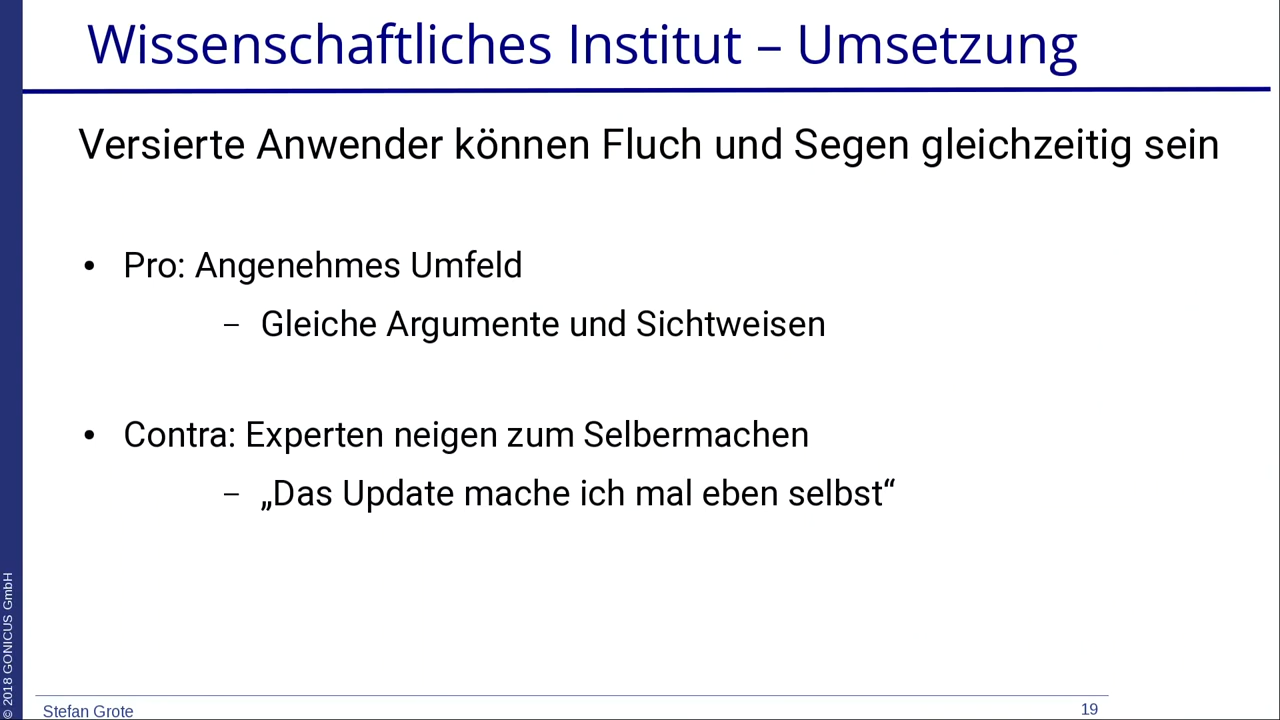 Wissenschaftliches Institut – Umsetzung
Versierte Anwender können Fluch und Segen gleichzeitig sein
• Pro: Angenehmes Umfeld
– Gleiche Argumente und Sichtweisen
• Contra: Experten neigen zum Selbermachen
– „Das Update mache ich mal eben selbst“
© 2018 GONICUS GmbH
Stefan Grote
19